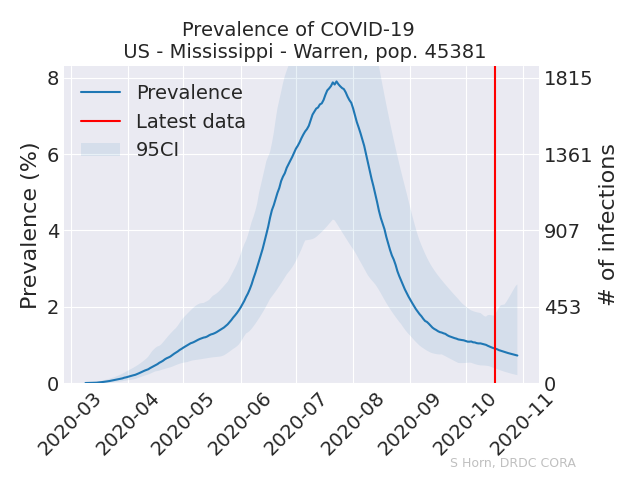 Prevalence of COVID-19
US - Mississippi - Warren, pop. 45381
Prevalence
Latest data
95CI
Prevalence (%)
8
6
4
2
0
1815
1361
907
453
0
# of infections
2020-03
2020-04
2020-05
2020-06
2020-07
2020-08
2020-09
2020-10
2020-11
S Horn, DRDC CORA